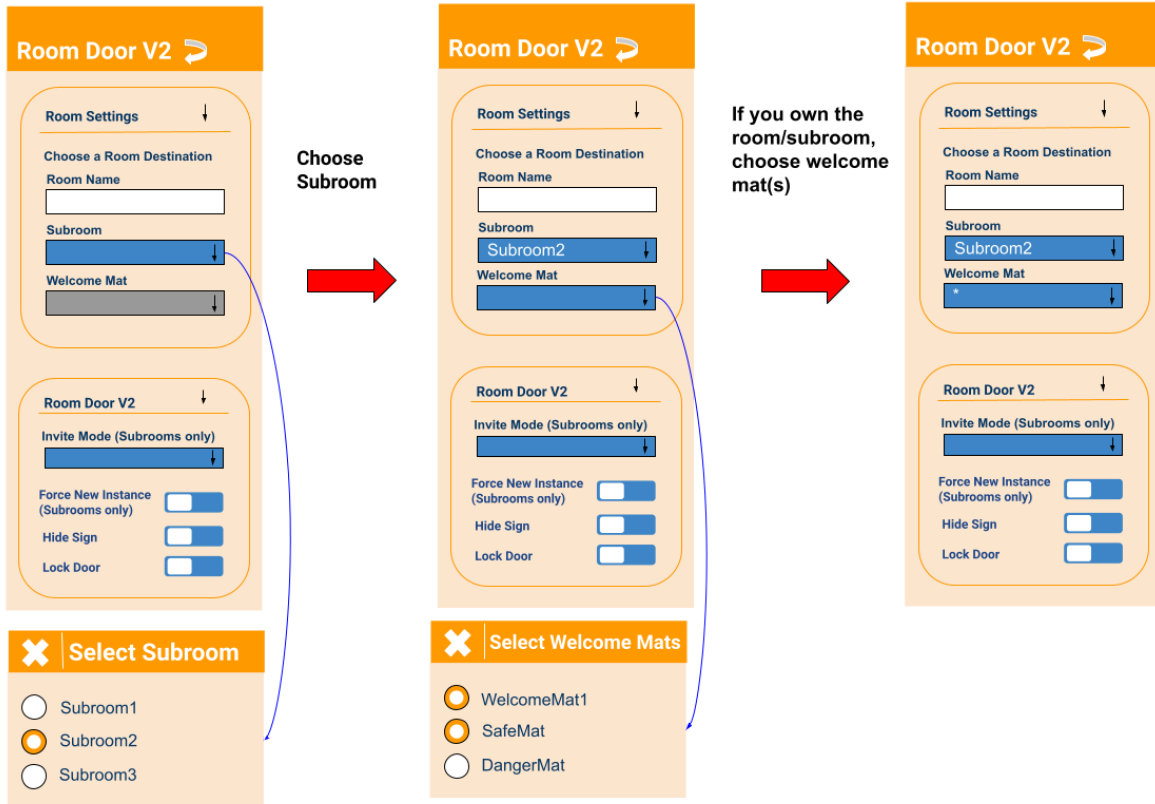 Room Door V2
Room Settings
Choose a Room Destination
Room Name
Subroom
Welcome Mat
Room Door V2
Invite Mode (Subrooms only)
Force New Instance
(Subrooms only)
Hide Sign
Lock Door
Select Subroom
Subroom1
Subroom2
Subroom3
Choose
Subroom
Room Door V2
Room Settings
Choose a Room Destination
Room Name
Subroom
Subroom2
Welcome Mat
Room Door V2
Invite Mode (Subrooms only)
Force New Instance
(Subrooms only)
Hide Sign
Lock Door
Select Welcome Mats
WelcomeMat1
SafeMat
DangerMat
If you own the
room/subroom,
choose welcome
mat(s)
Room Door V2
Room Settings
Choose a Room Destination
Room Name
Subroom
Subroom2
Welcome Mat
*
Room Door V2
Invite Mode (Subrooms only)
Force New Instance
(Subrooms only)
Hide Sign
Lock Door